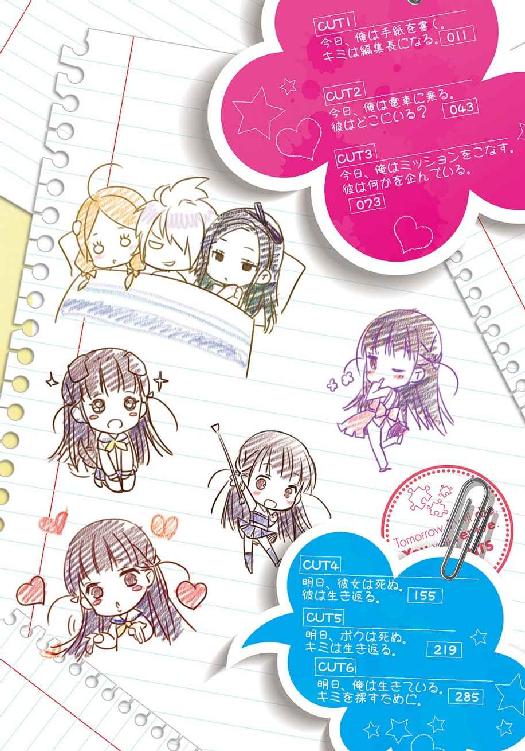 CUT1
今日、俺は手紙を書く。
キミは編集長になる。 011
CUT2
今日、俺は電車に乗る。
彼はどこにいる？ 043
CUT3
今日、俺はミッションをこなす。
彼は何かを企んでいる。
073
Tomorrow
CUT4
明日、彼女は死ぬ。
彼は生き返る。 155
CUT5
明日、ボクは死ぬ。
キミは生き返る。 219
CUT6
明日、俺は生きている。
キミを探すために。 285